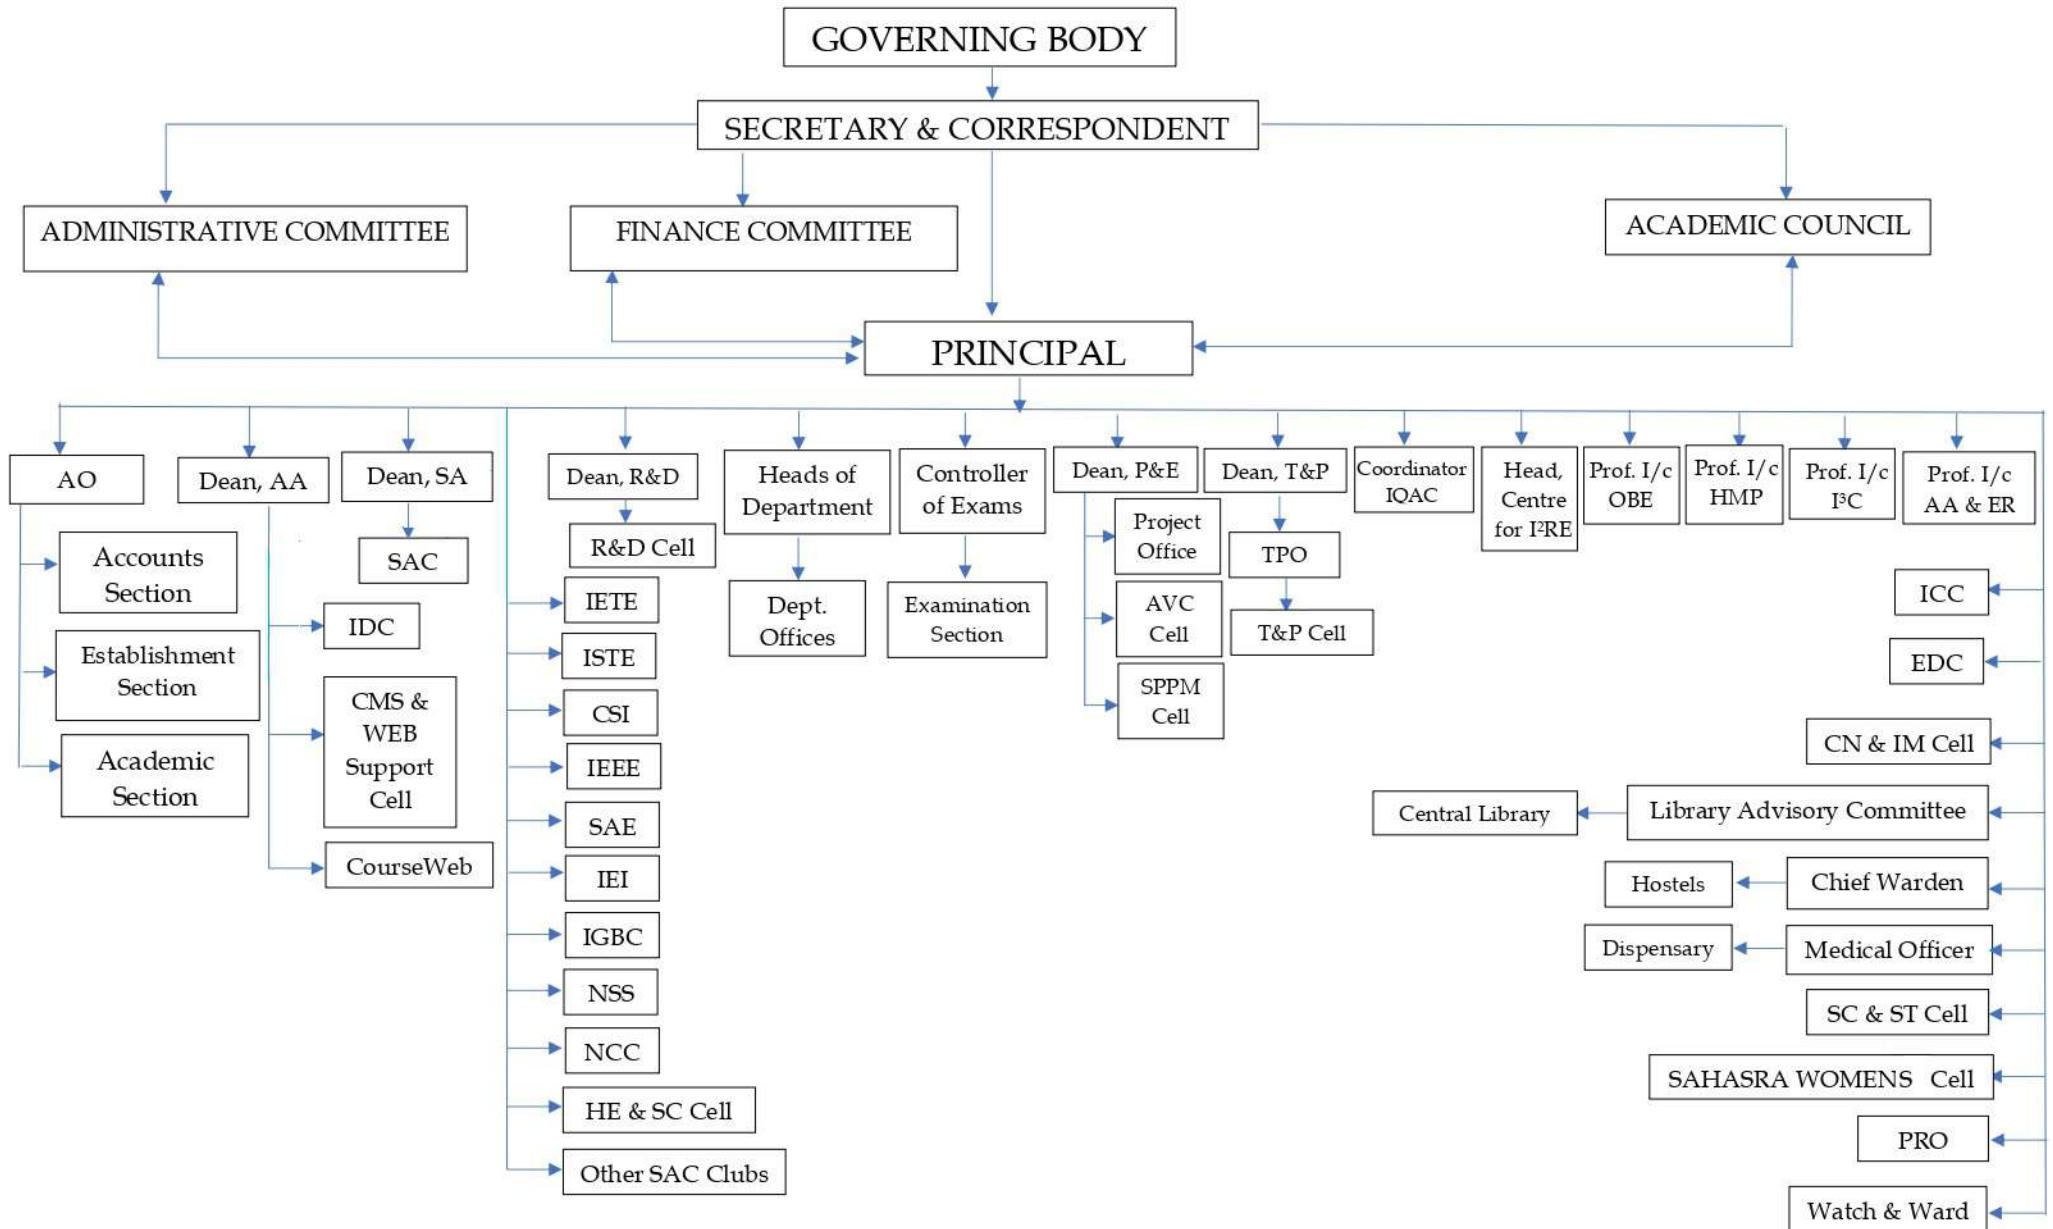 GOVERNING BODY
SECRETARY & CORRESPONDENT
ADMINISTRATIVE COMMITTEE
FINANCE COMMITTEE
ACADEMIC COUNCIL
PRINCIPAL
AO
Accounts
Section
Establishment
Section
Academic
Section
Dean, AA
IDC
CMS &
WEB
Support
Cell
CourseWeb
Dean, SA
SAC
Dean, R&D
R&D Cell
IETE
ISTE
CSI
IEEE
SAE
IEI
IGBC
NSS
NCC
HE & SC Cell
Other SAC Clubs
Heads of
Department
Dept.
Offices
Controller
of Exams
Examination
Section
Dean, P&E
Project
Office
AVC
Cell
SPPM
Cell
Dean, T&P
TPO
T&P Cell
Coordinator
IQAC
Head,
Centre
for I²RE
Prof. I/c
OBE
Prof. I/c
HMP
Prof. I/c
I³C
Prof. I/c
AA & ER
ICC
EDC
CN & IM Cell
Library Advisory Committee
Central Library
Chief Warden
Hostels
Medical Officer
Dispensary
SC & ST Cell
SAHASRA WOMENS Cell
PRO
Watch & Ward